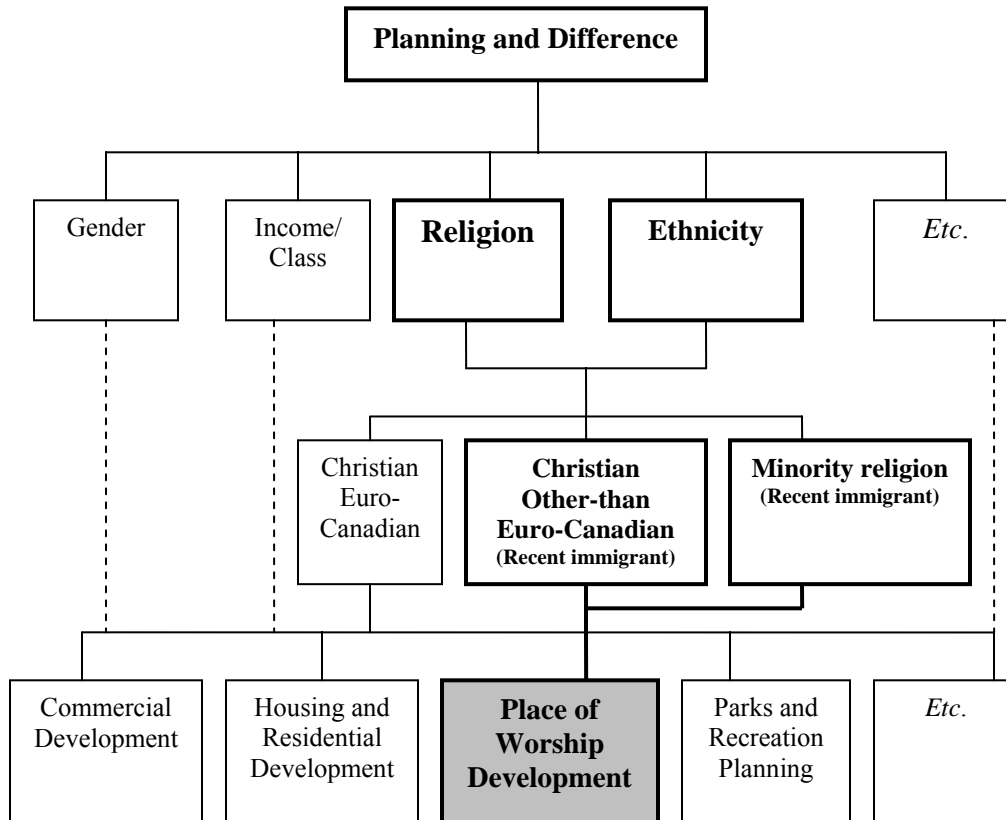 Planning and Difference
Gender
Income/
Class
Religion
Ethnicity
Etc.
Christian
Euro-
Canadian
Christian
Other-than
Euro-Canadian
(Recent immigrant)
Minority religion
(Recent immigrant)
Commercial
Development
Housing and
Residential
Development
Place of
Worship
Development
Parks and
Recreation
Planning
Etc.